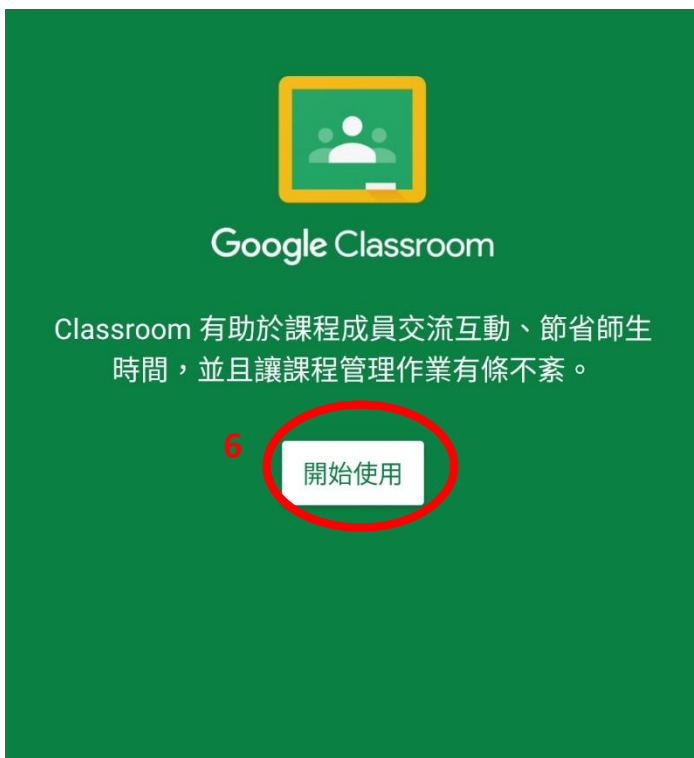 Google Classroom
Classroom 有助於課程成員交流互動、節省師生
時間，並且讓課程管理作業有條不紊。
6
開始使用